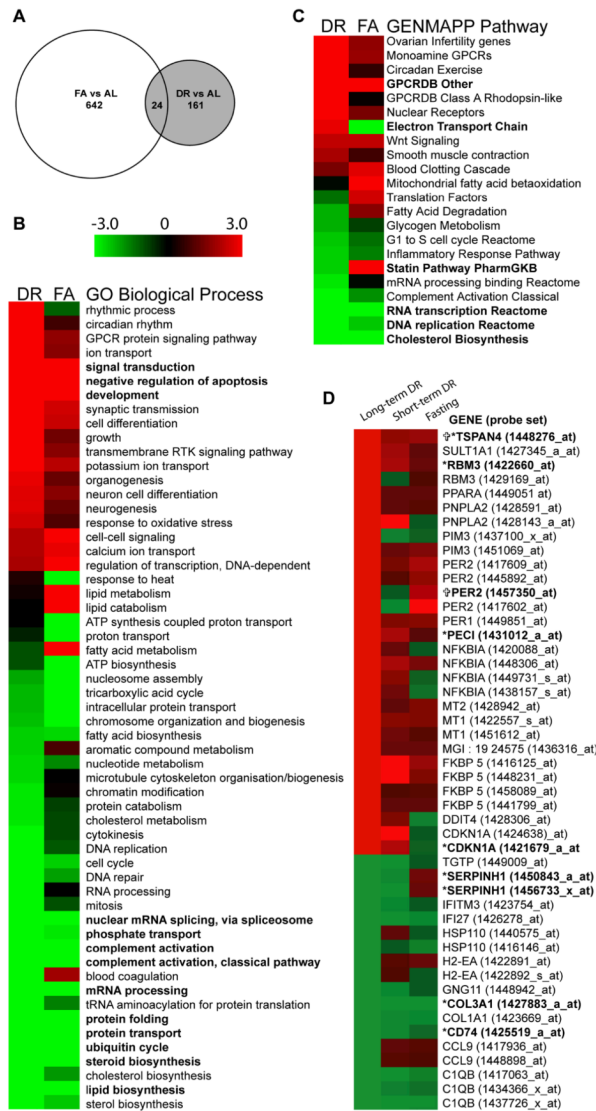 A
FA vs AL
642
24
DR vs AL
161
B
-3.0
3.0
DR FA GO Biological Process
rhythmic process
circadian rhythm
GPCR protein signaling pathway
ion transport
signal transduction
negative regulation of apoptosis
development
synaptic transmission
cell differentiation
growth
transmembrane RTK signaling pathway
potassium ion transport
organogenesis
neuron cell differentiation
neurogenesis
response to oxidative stress
cell-cell signaling
calcium ion transport
regulation of transcription, DNA-dependent
response to heat
lipid metabolism
lipid catabolism
ATP synthesis coupled proton transport
proton transport
fatty acid metabolism
ATP biosynthesis
nucleosome assembly
tricarboxylic acid cycle
intracellular protein transport
chromosome organization and biogenesis
fatty acid biosynthesis
aromatic compound metabolism
nucleotide metabolism
microtubule cytoskeleton organisation/biogenesis
chromatin modification
protein catabolism
cholesterol metabolism
cytokinesis
DNA replication
cell cycle
DNA repair
RNA processing
mitosis
nuclear mRNA splicing, via spliceosome
phosphate transport
complement activation
complement activation, classical pathway
blood coagulation
mRNA processing
tRNA aminoacylation for protein translation
protein folding
protein transport
ubiquitin cycle
steroid biosynthesis
cholesterol biosynthesis
lipid biosynthesis
sterol biosynthesis
C
DR FA GENMAPP Pathway
Ovarian Infertility genes
Monoamine GPCRs
Circadan Exercise
GPCRDB Other
GPCRDB Class A Rhodopsin-like
Nuclear Receptors
Electron Transport Chain
Wnt Signaling
Smooth muscle contraction
Blood Clotting Cascade
Mitochondrial fatty acid betaoxidation
Translation Factors
Fatty Acid Degradation
Glycogen Metabolism
G1 to S cell cycle Reactome
Inflammatory Response Pathway
Statin Pathway PharmGKB
mRNA processing binding Reactome
Complement Activation Classical
RNA transcription Reactome
DNA replication Reactome
Cholesterol Biosynthesis
D
Long-term DR
Short-term DR
Fasting
GENE (probe set)
✞*TSPAN4 (1448276_at)
SULT1A1 (1427345_a_at)
*RBM3 (1422660_at)
RBM3 (1429169_at)
PPARA (1449051 at)
PNPLA2 (1428591_at)
PNPLA2 (1428143_a_at)
PIM3 (1437100_x_at)
PIM3 (1451069_at)
PER2 (1417609_at)
PER2 (1445892_at)
✞PER2 (1457350_at)
PER2 (1417602_at)
PER1 (1449851_at)
*PECI (1431012_a_at)
NFKBIA (1420088_at)
NFKBIA (1448306_at)
NFKBIA (1449731_s_at)
NFKBIA (1438157_s_at)
MT2 (1428942_at)
MT1 (1422557_s_at)
MT1 (1451612_at)
MGI : 19 24575 (1436316_at)
FKBP 5 (1416125_at)
FKBP 5 (1448231_at)
FKBP 5 (1458089_at)
FKBP 5 (1441799_at)
DDIT4 (1428306_at)
CDKN1A (1424638)_at)
*CDKN1A (1421679_a_at
TGTP (1449009_at)
*SERPINH1 (1450843_a_at)
*SERPINH1 (1456733_x_at)
IFITM3 (1423754_at)
IFI27 (1426278_at)
HSP110 (1440575_at)
HSP110 (1416146_at)
H2-EA (1422891_at)
H2-EA (1422892_s_at)
GNG11 (1448942_at)
*COL3A1 (1427883_a_at)
COL1A1 (1423669_at)
*CD74 (1425519_a_at)
CCL9 (1417936_at)
CCL9 (1448898_at)
C1QB (1417063_at)
C1QB (1434366_x_at)
C1QB (1437726_x_at)